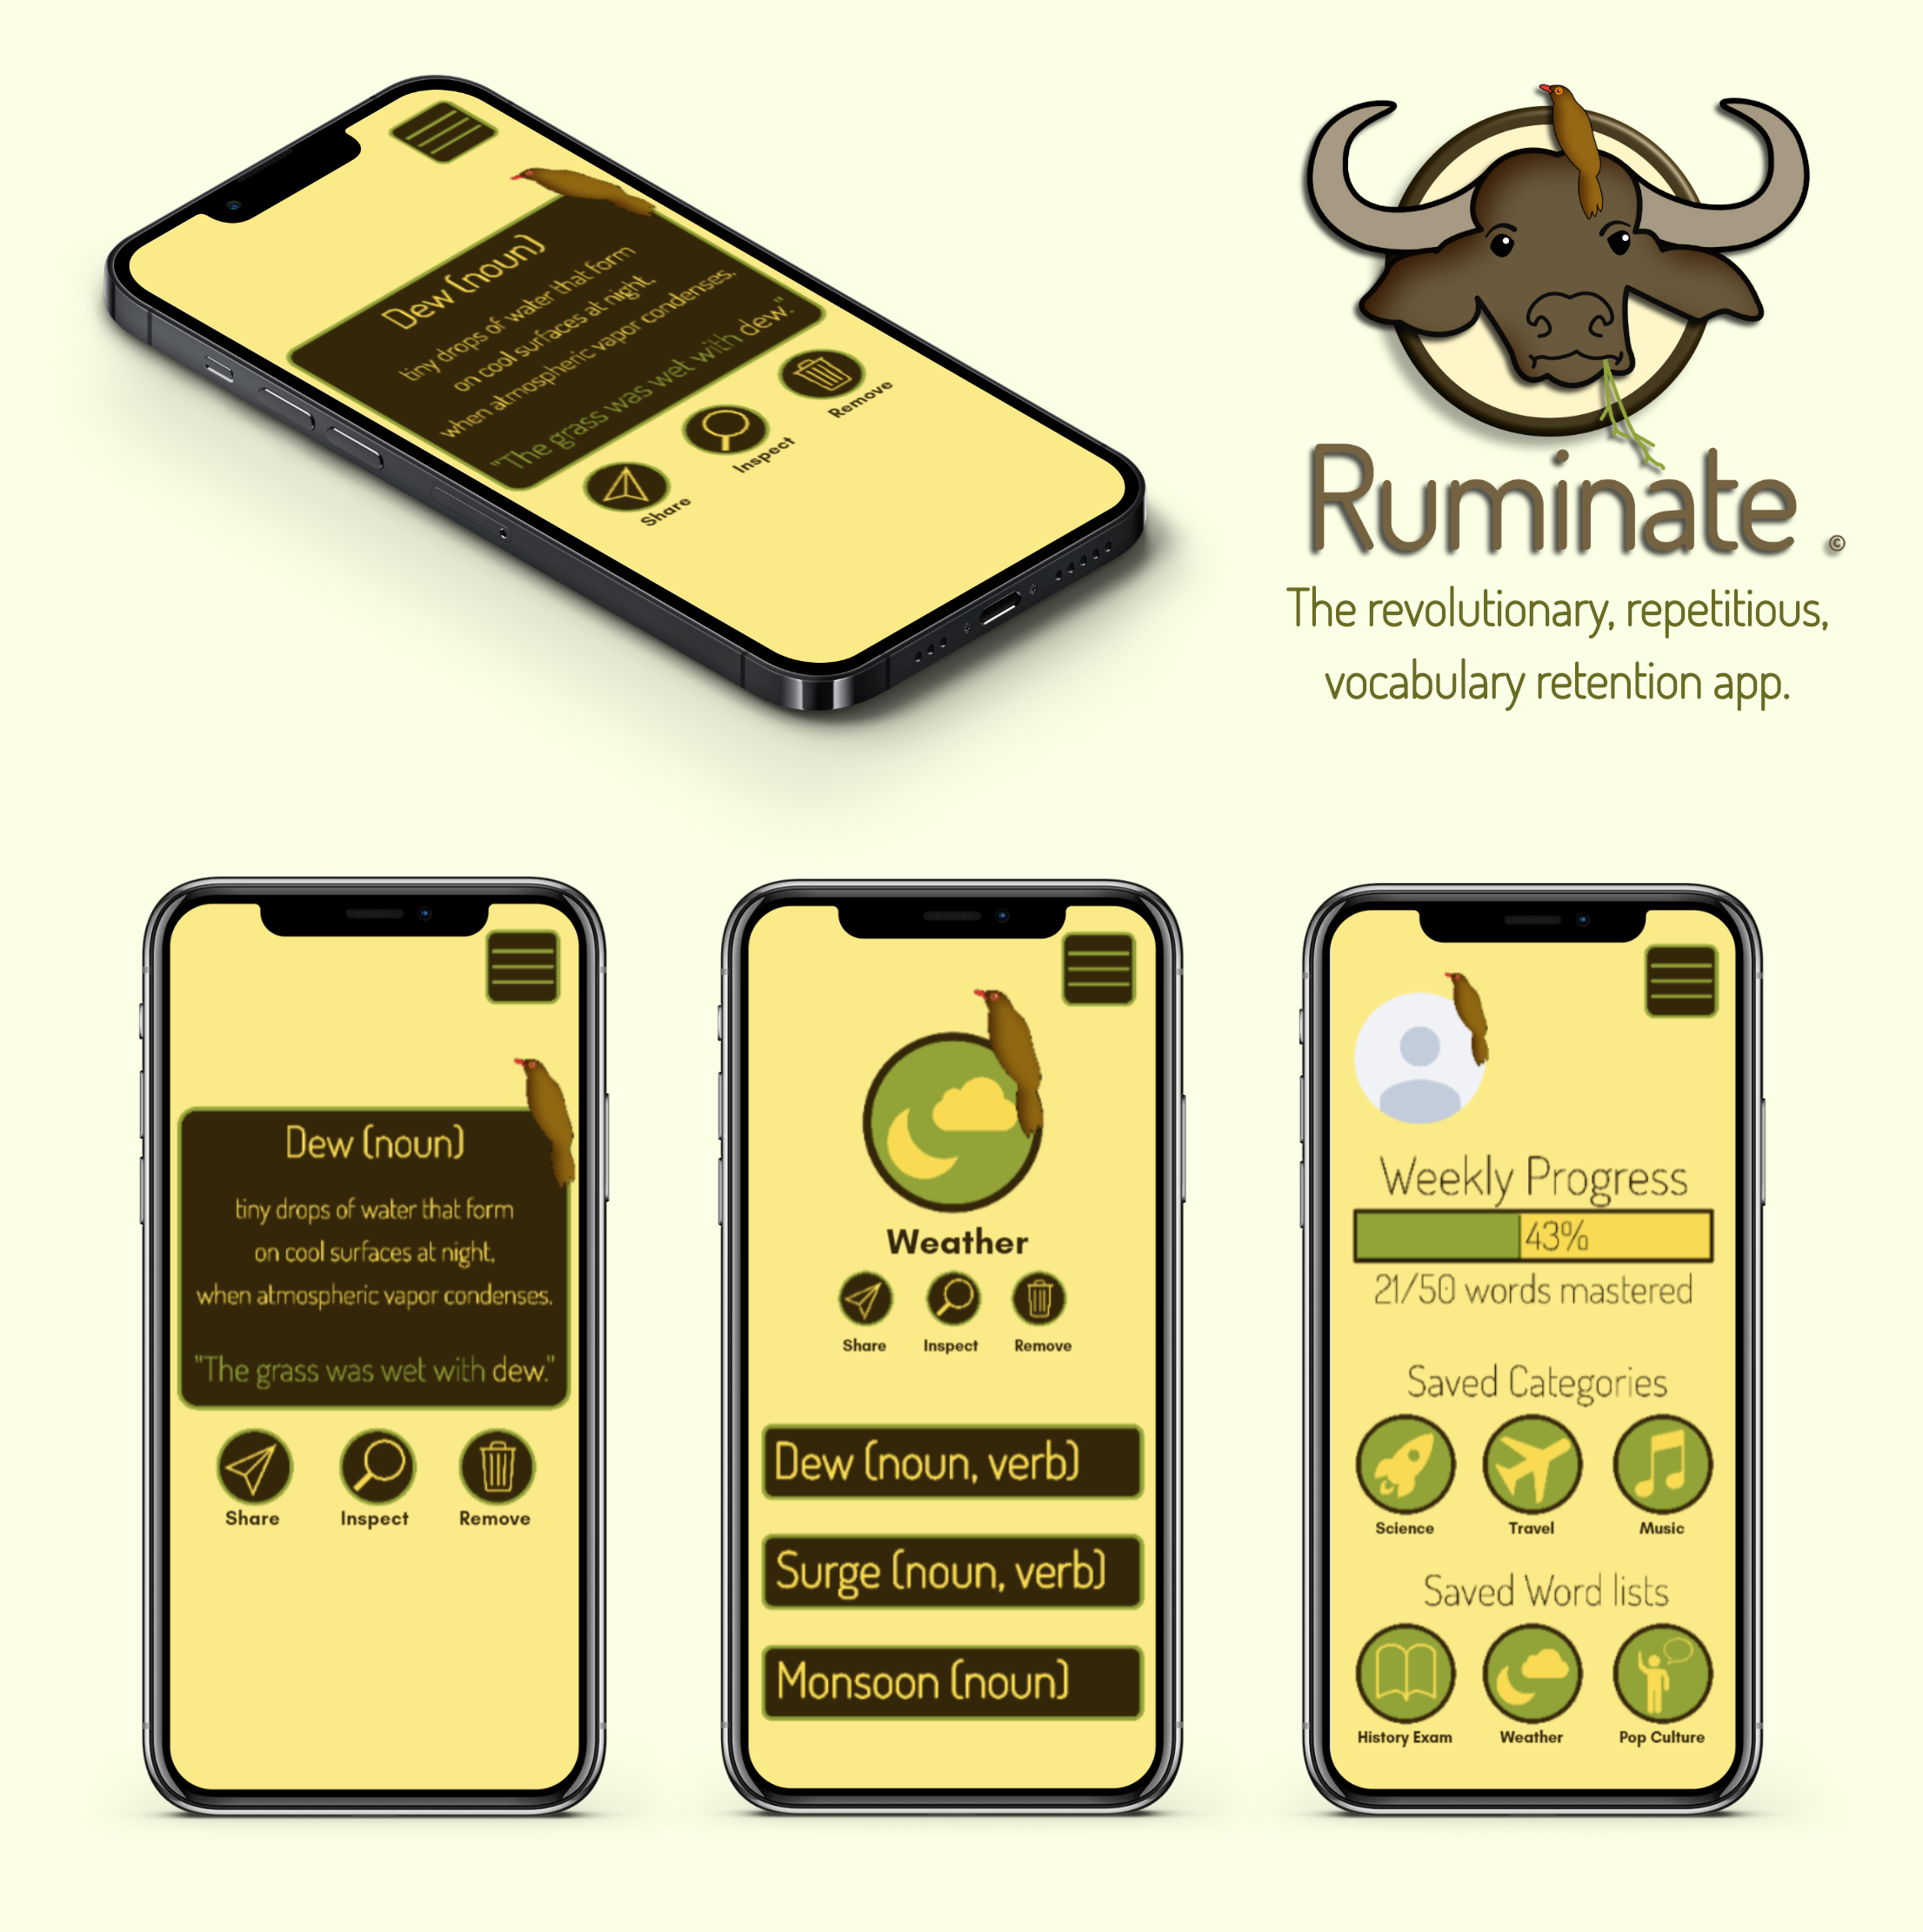 Dew (noun)
tiny drops of water that form
on cool surfaces at night,
when atmospheric vapor condenses.
"The grass was wet with dew."
Share
Inspect
Remove
Ruminate ©
The revolutionary, repetitious,
vocabulary retention app.
Dew (noun)
tiny drops of water that form
on cool surfaces at night,
when atmospheric vapor condenses.
"The grass was wet with dew."
Share Inspect Remove
Weather
Share Inspect Remove
Dew (noun, verb)
Surge (noun, verb)
Monsoon (noun)
Weekly Progress
43%
21/50 words mastered
Saved Categories
Science Travel Music
Saved Word lists
History Exam Weather Pop Culture